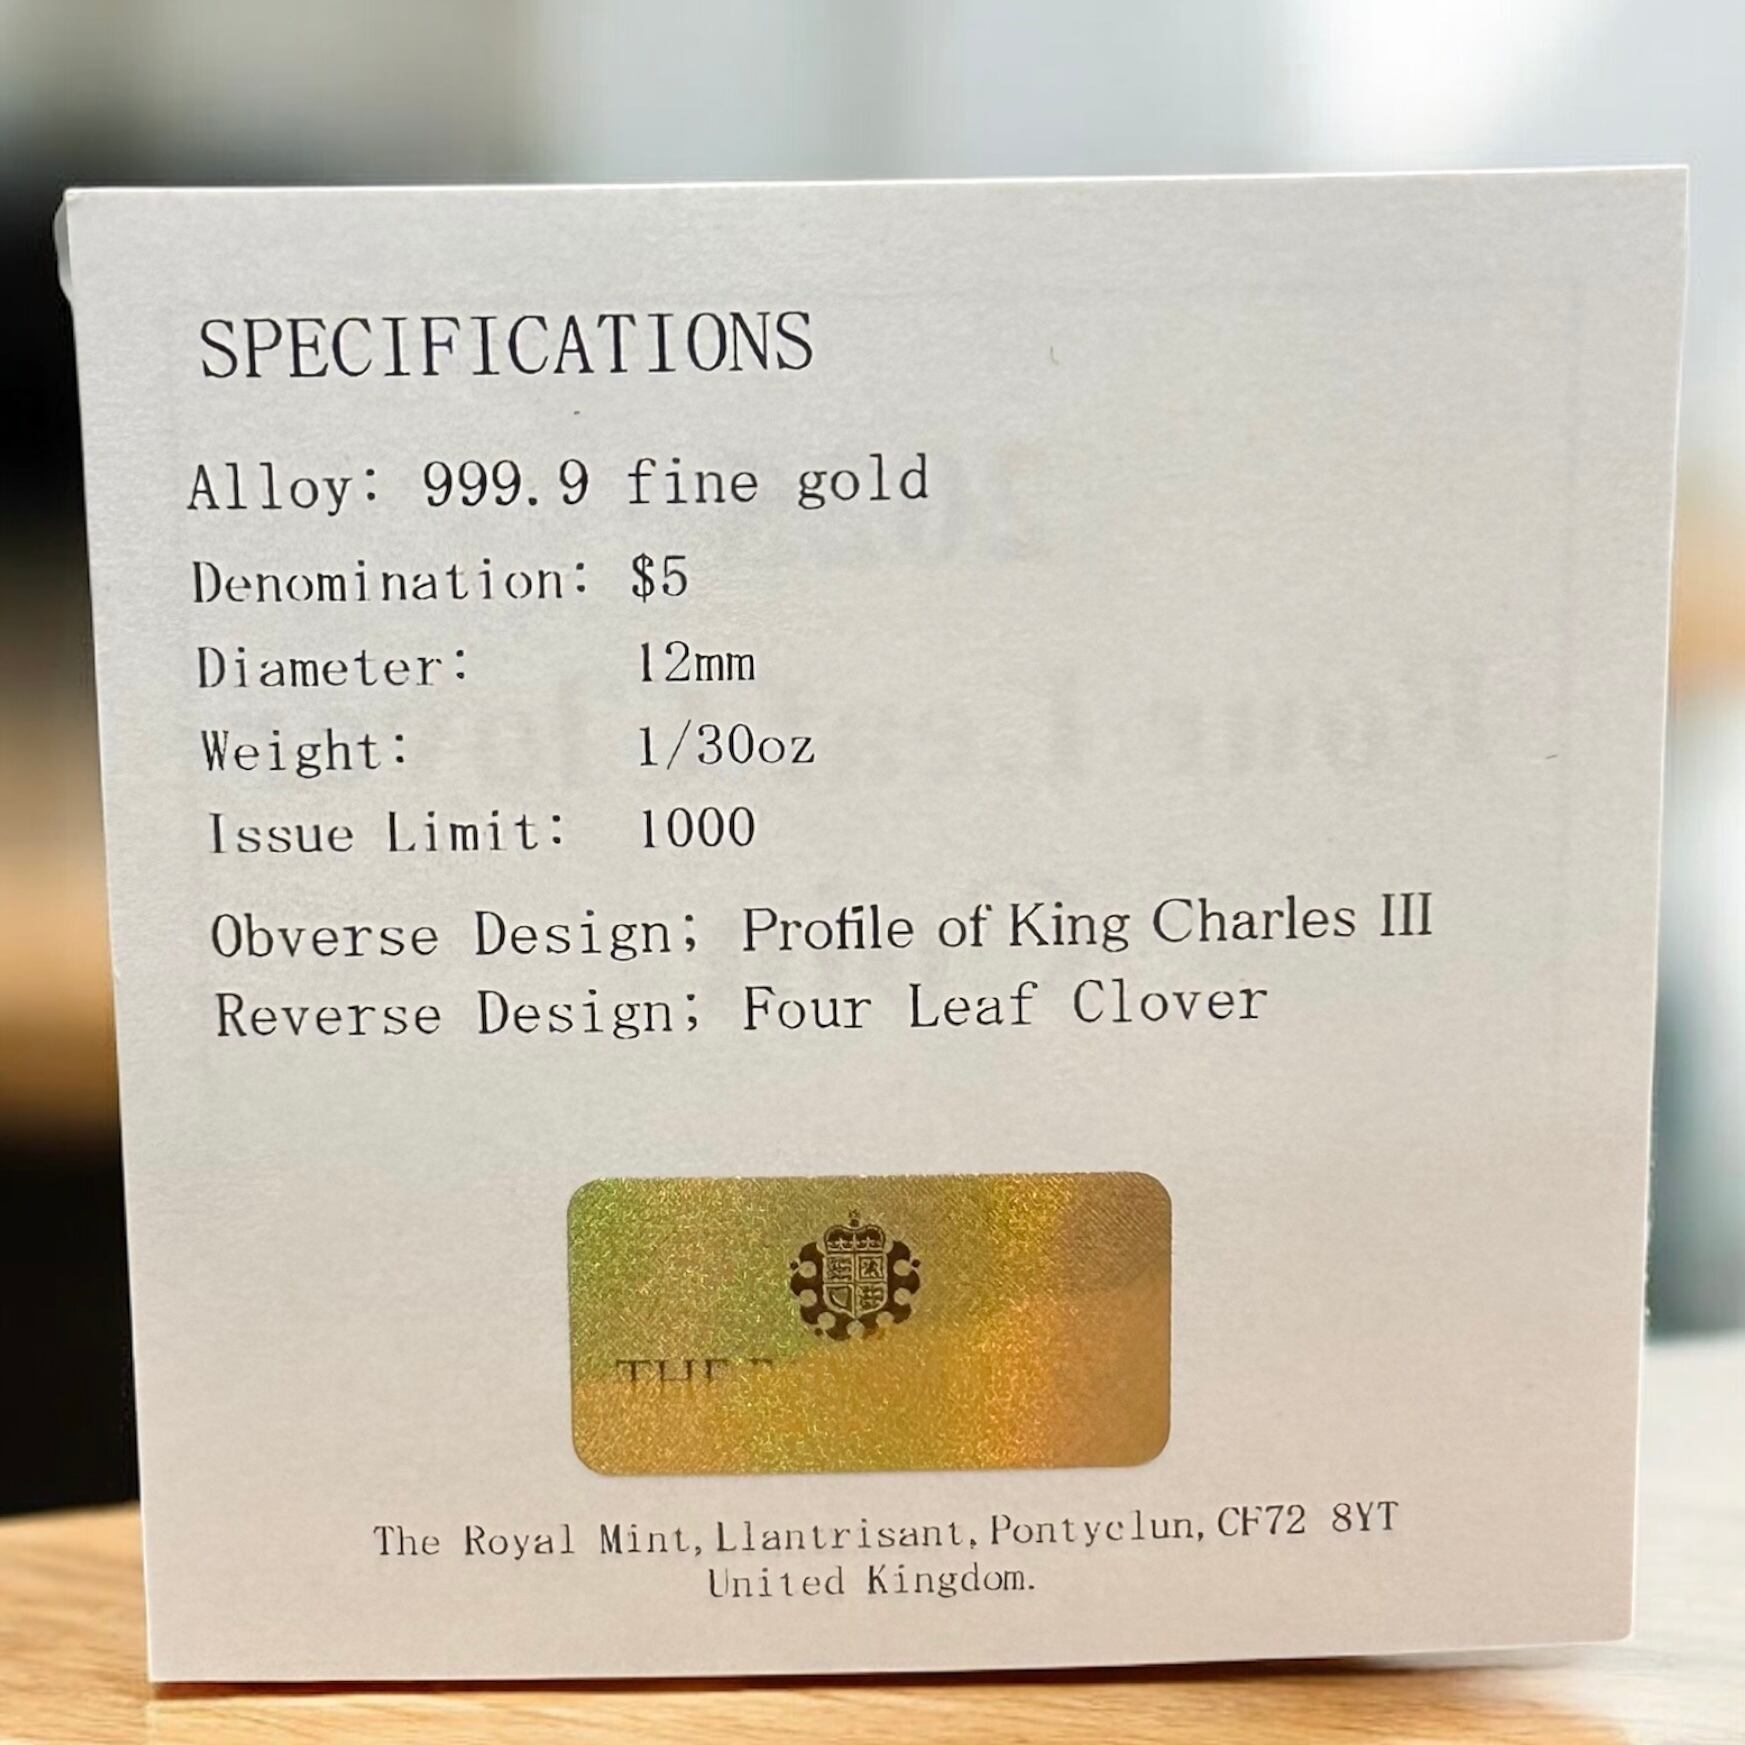 SPECIFICATIONS
Alloy: 999.9 fine gold
Denomination: $5
Diameter: 12mm
Weight: 1/30oz
Issue Limit: 1000
Obverse Design; Profile of King Charles III
Reverse Design; Four Leaf Clover
THE
The Royal Mint, Llantrisant, Pontyclun, CF72 8YT
United Kingdom.